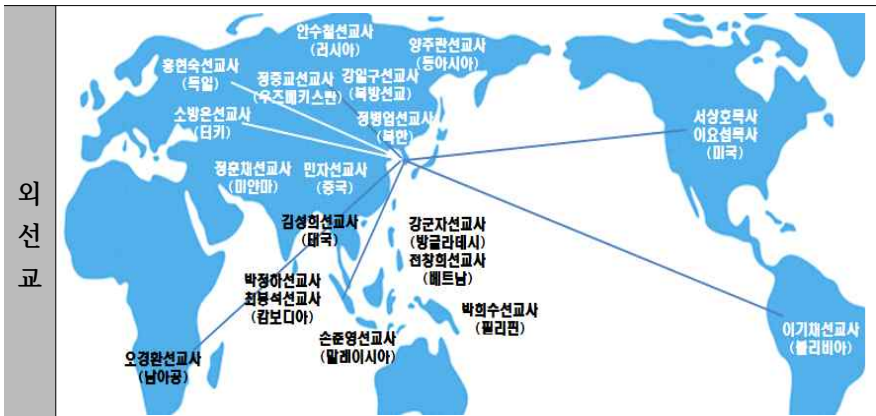 외
선
교
안수철선교사
(러시아)
양주란선교사
(동아시아)
홍현숙선교사
(독일)
정중교선교사
(우즈베키스탄)
강일구선교사
(북방선교)
소방은선교사
(터키)
정병업선교사
(북한)
서상호목사
이요섭목사
(미국)
정훈채선교사
(미얀마)
민자선교사
(중국)
김성희선교사
(태국)
강군자선교사
(방글라데시)
전창희선교사
(베트남)
박정하선교사
최봉석선교사
(캄보디아)
박희수선교사
(필리핀)
손준영선교사
(말레이시아)
이기채선교사
(볼리비아)
오경환선교사
(남아공)